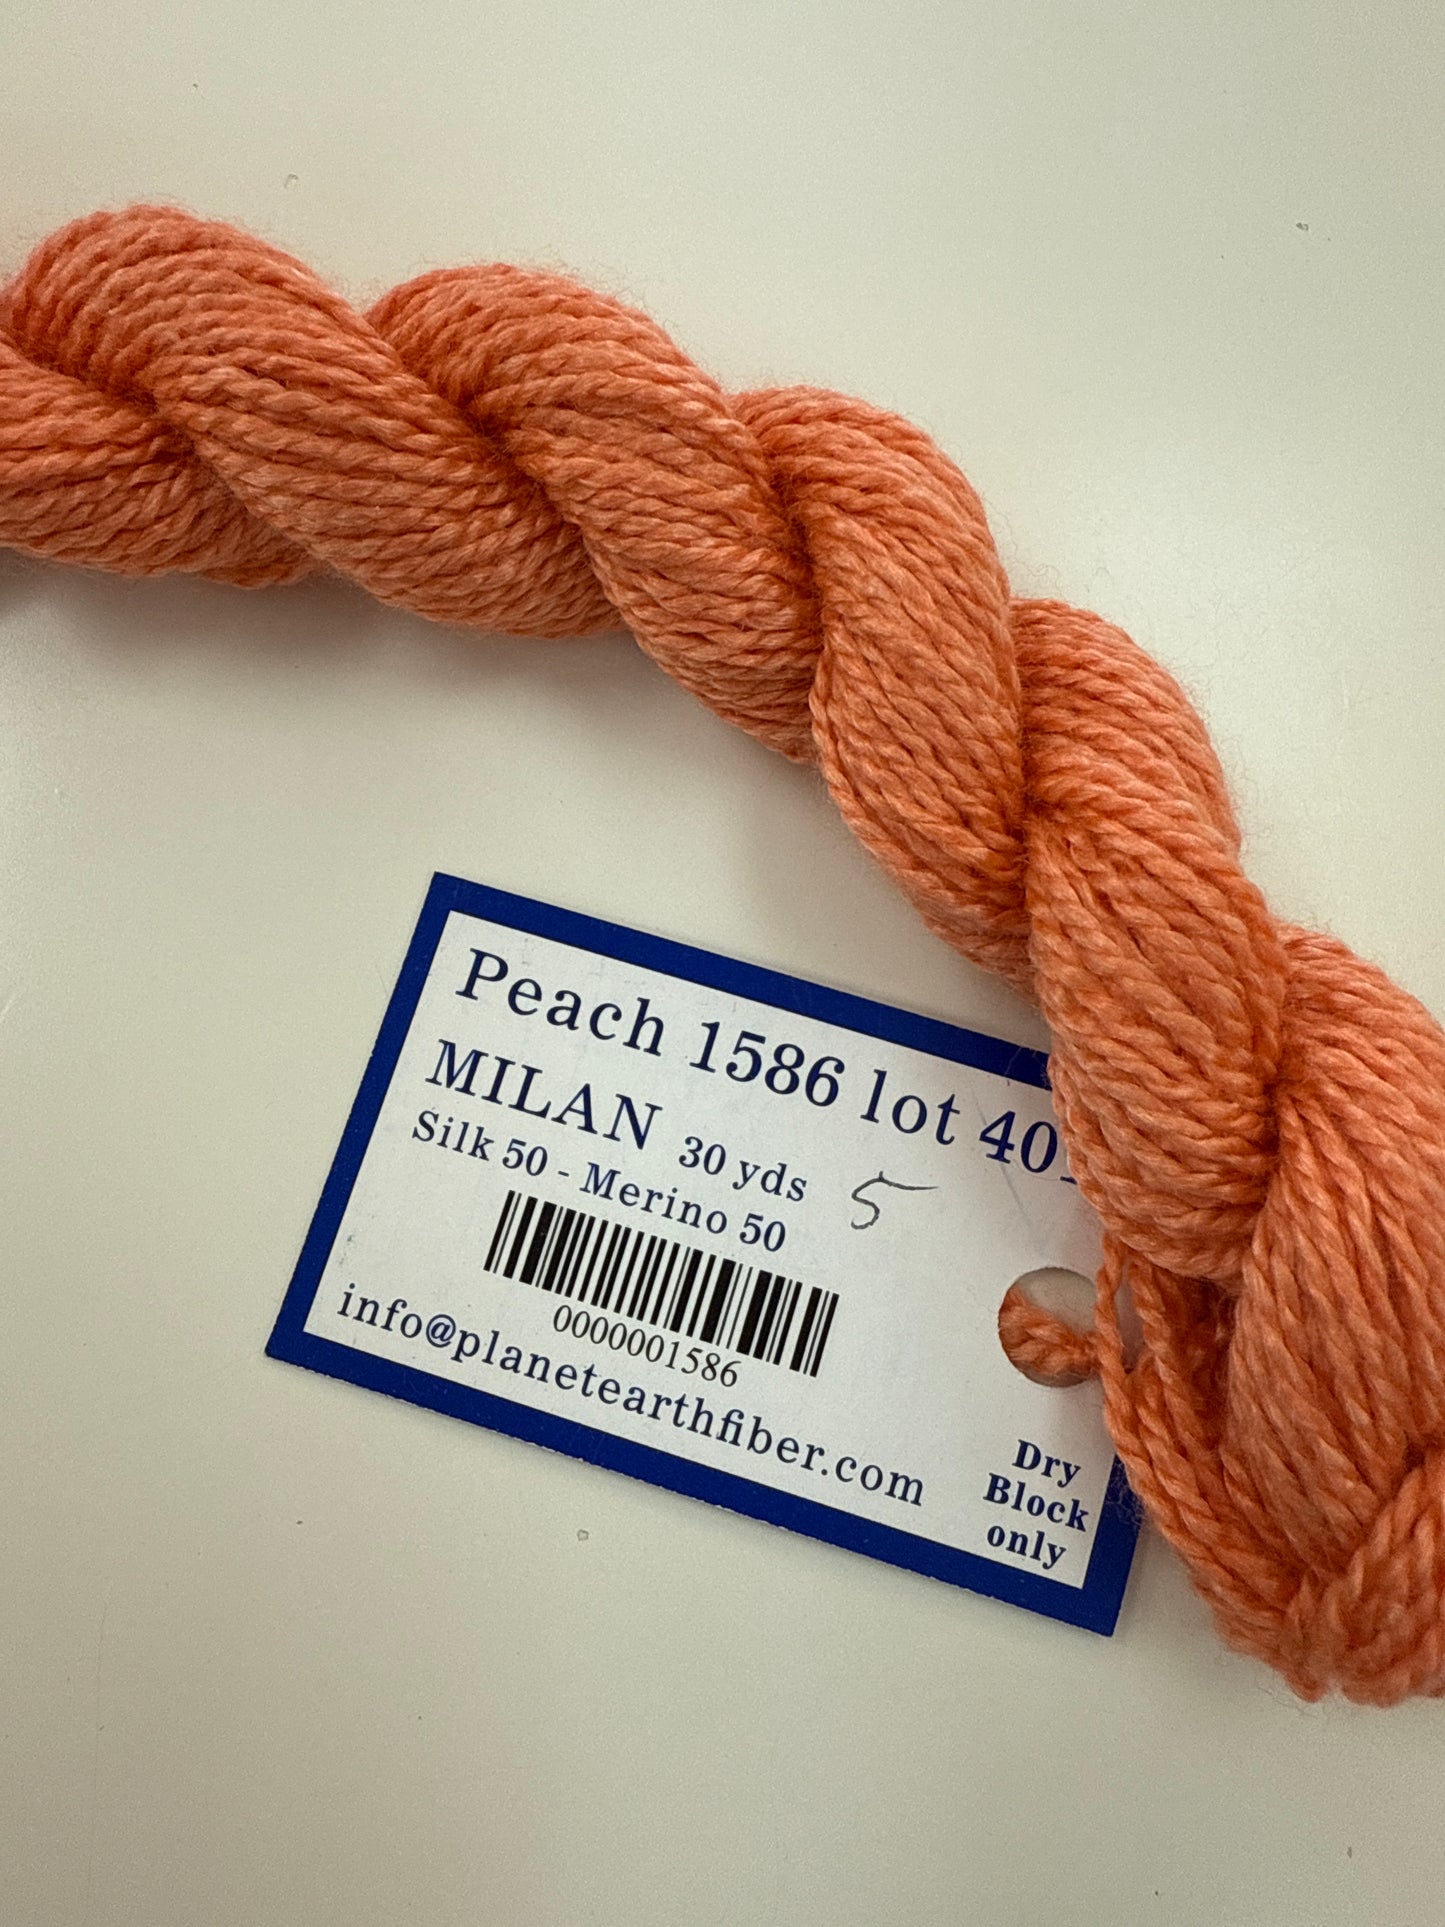 Peach 1586 lot 40
MILAN 30 yds 5
Silk 50 - Merino 50
0000001586
info@planetearthfiber.com
Dry
Block
only